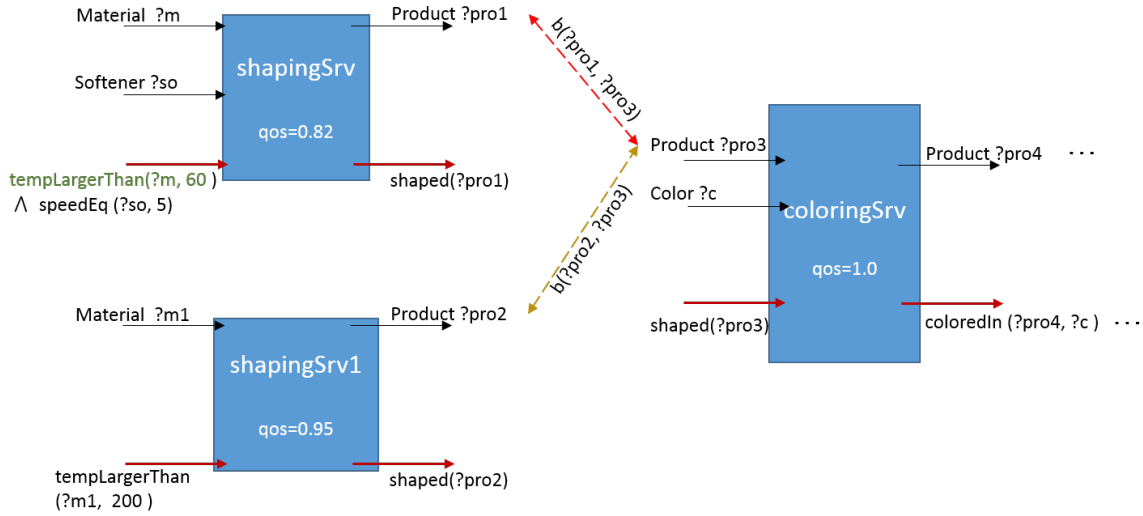 Material ?m
Product ?pro1
shapingSrv
Softener ?so
qos=0.82
tempLargerThan(?m, 60 )
∧ speedEq (?so, 5)
shaped(?pro1)
b(?pro1, ?pro3)
b(?pro2, ?pro3)
Material ?m1
Product ?pro2
shapingSrv1
qos=0.95
tempLargerThan
(?m1, 200 )
shaped(?pro2)
Product ?pro3
Product ?pro4 ...
Color ?c
coloringSrv
qos=1.0
shaped(?pro3)
coloredIn (?pro4, ?c ) ...